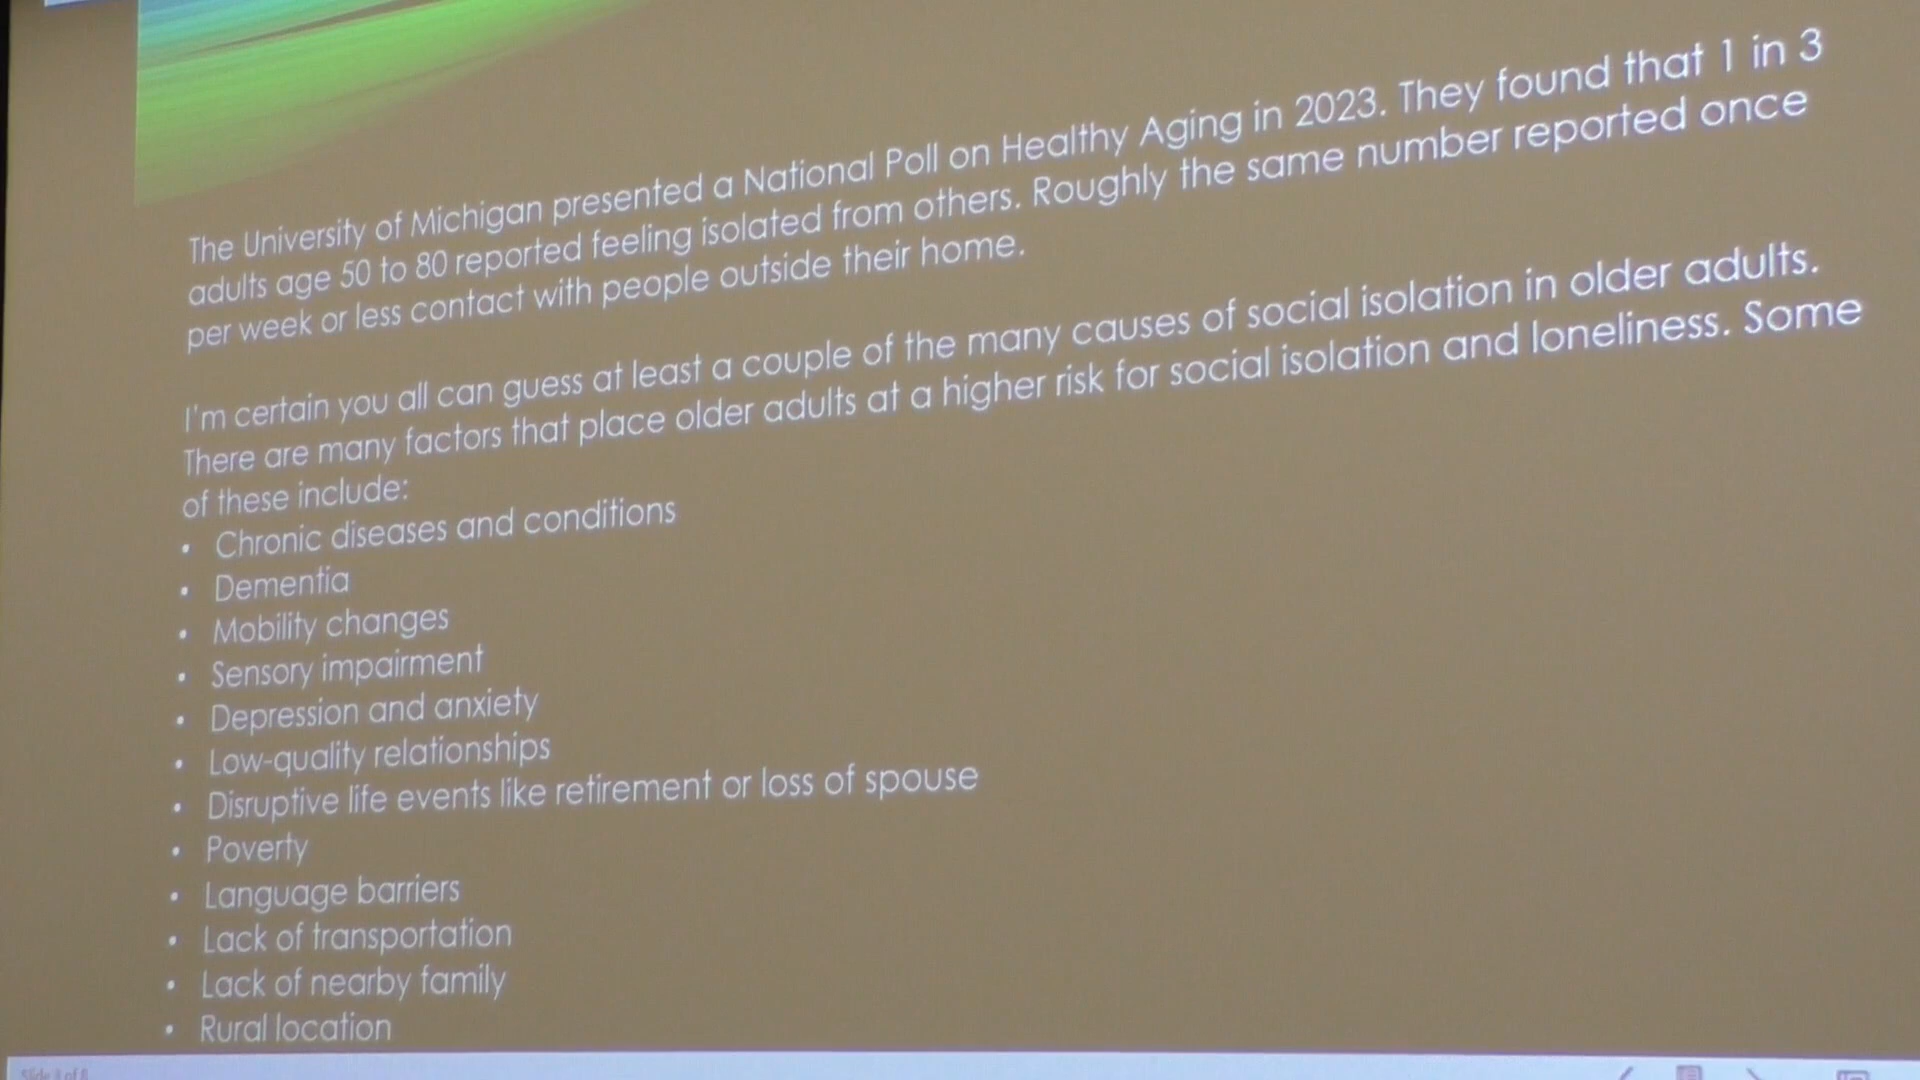 The University of Michigan presented a National Poll on Healthy Aging in 2023. They found that 1 in 3
adults age 50 to 80 reported feeling isolated from others. Roughly the same number reported once
per week or less contact with people outside their home.
I'm certain you all can guess at least a couple of the many causes of social isolation in older adults.
There are many factors that place older adults at a higher risk for social isolation and loneliness. Some
of these include:
• Chronic diseases and conditions
• Dementia
• Mobility changes
• Sensory impairment
• Depression and anxiety
• Low-quality relationships
• Disruptive life events like retirement or loss of spouse
• Poverty
• Language barriers
• Lack of transportation
• Lack of nearby family
• Rural location
Slide of